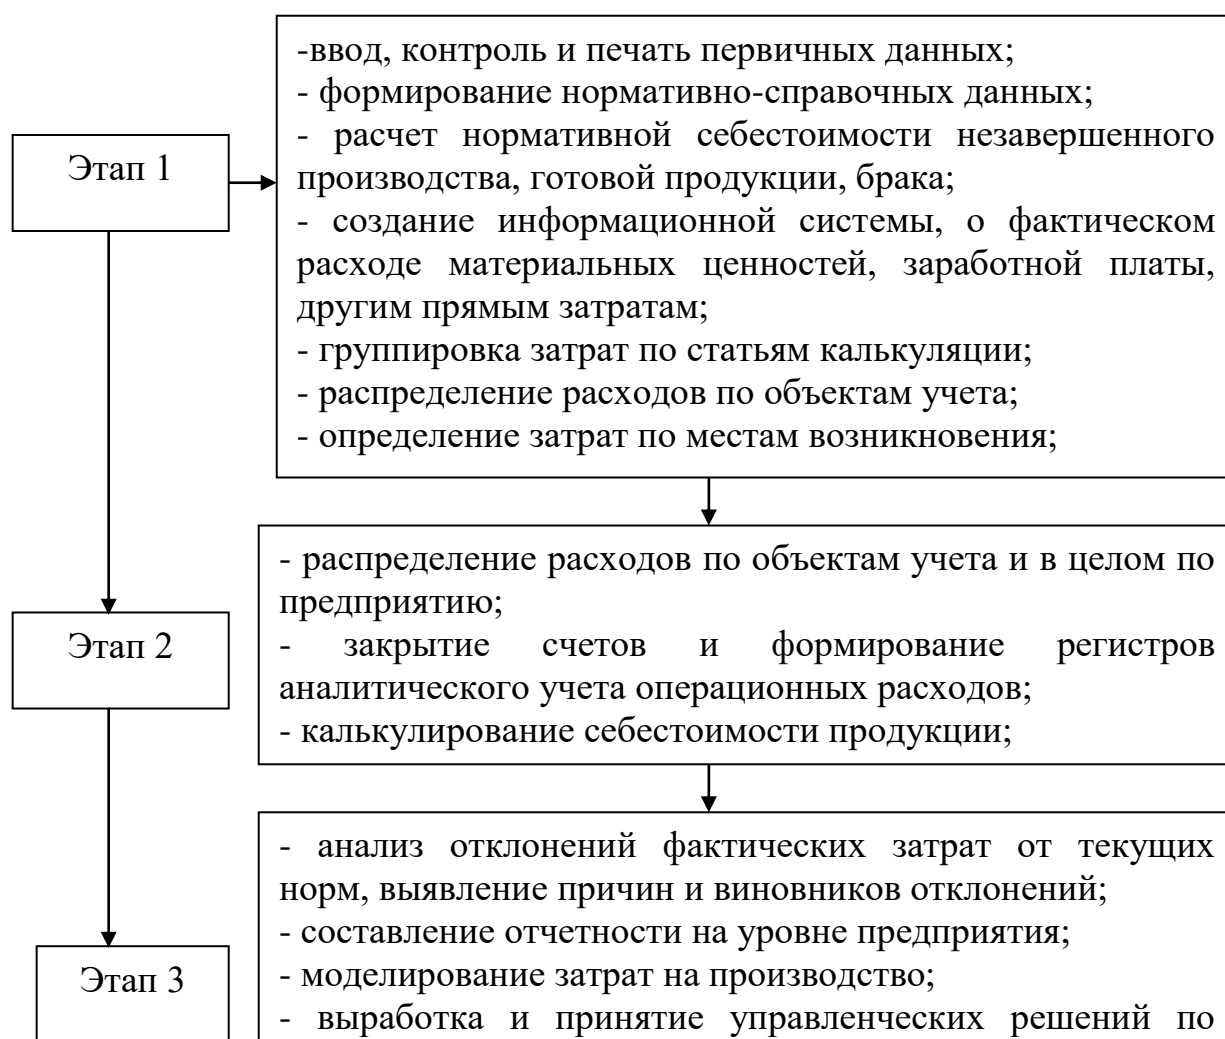 -ввод, контроль и печать первичных данных;
- формирование нормативно-справочных данных;
- расчет нормативной себестоимости незавершенного
производства, готовой продукции, брака;
- создание информационной системы, о фактическом
расходе материальных ценностей, заработной платы,
другим прямым затратам;
- группировка затрат по статьям калькуляции;
- распределение расходов по объектам учета;
- определение затрат по местам возникновения;
Этап 1
- распределение расходов по объектам учета и в целом по
предприятию;
- закрытие счетов и формирование регистров
аналитического учета операционных расходов;
- калькулирование себестоимости продукции;
Этап 2
- анализ отклонений фактических затрат от текущих
норм, выявление причин и виновников отклонений;
- составление отчетности на уровне предприятия;
- моделирование затрат на производство;
- выработка и принятие управленческих решений по
Этап 3